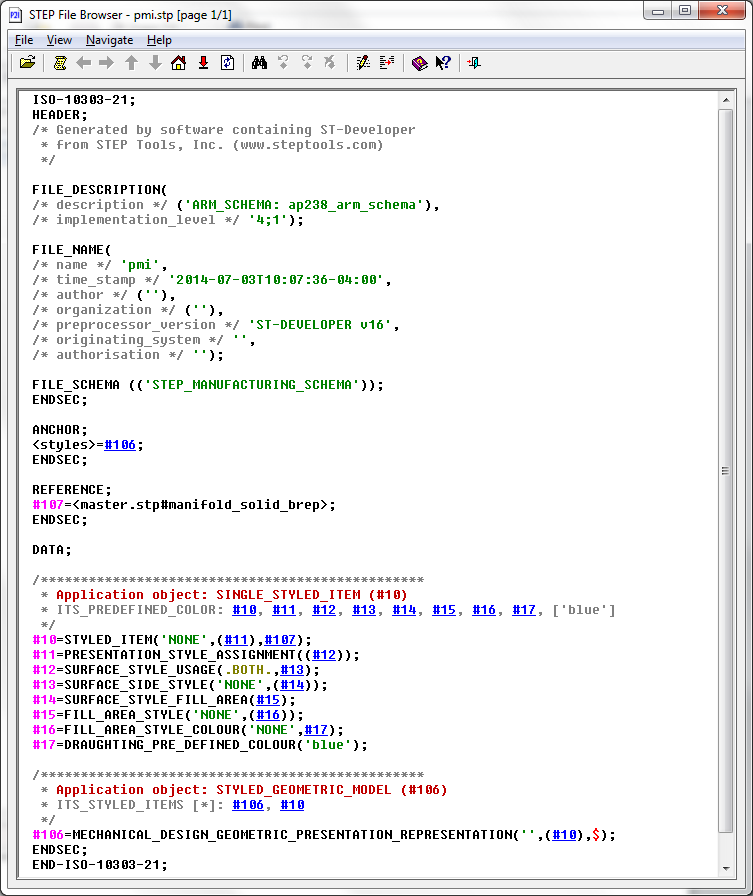 STEP File Browser - pmi.stp [page 1/1]
File View Navigate Help
ISO-10303-21;
HEADER;
/* Generated by software containing ST-Developer
 * from STEP Tools, Inc. (www.steptools.com)
 */
FILE_DESCRIPTION(
/* description */ ('ARM_SCHEMA: ap238_arm_schema'),
/* implementation_level */ '4;1');
FILE_NAME(
/* name */ 'pmi',
/* time_stamp */ '2014-07-03T10:07:36-04:00',
/* author */ (''),
/* organization */ (''),
/* preprocessor_version */ 'ST-DEVELOPER v16',
/* originating_system */ '',
/* authorisation */ '');
FILE_SCHEMA (('STEP_MANUFACTURING_SCHEMA'));
ENDSEC;
ANCHOR;
<styles>=#106;
ENDSEC;
REFERENCE;
#107=<master.stp#manifold_solid_brep>;
ENDSEC;
DATA;
/************************************************
 * Application object: SINGLE_STYLED_ITEM (#10)
 * ITS_PREDEFINED_COLOR: #10, #11, #12, #13, #14, #15, #16, #17, ['blue']
 */
#10=STYLED_ITEM('NONE',(#11),#107);
#11=PRESENTATION_STYLE_ASSIGNMENT((#12));
#12=SURFACE_STYLE_USAGE(.BOTH.,#13);
#13=SURFACE_SIDE_STYLE('NONE',(#14));
#14=SURFACE_STYLE_FILL_AREA(#15);
#15=FILL_AREA_STYLE('NONE',(#16));
#16=FILL_AREA_STYLE_COLOUR('NONE',#17);
#17=DRAUGHTING_PRE_DEFINED_COLOUR('blue');
/************************************************
 * Application object: STYLED_GEOMETRIC_MODEL (#106)
 * ITS_STYLED_ITEMS [*]: #106, #10
 */
#106=MECHANICAL_DESIGN_GEOMETRIC_PRESENTATION_REPRESENTATION('',(#10),$);
ENDSEC;
END-ISO-10303-21;